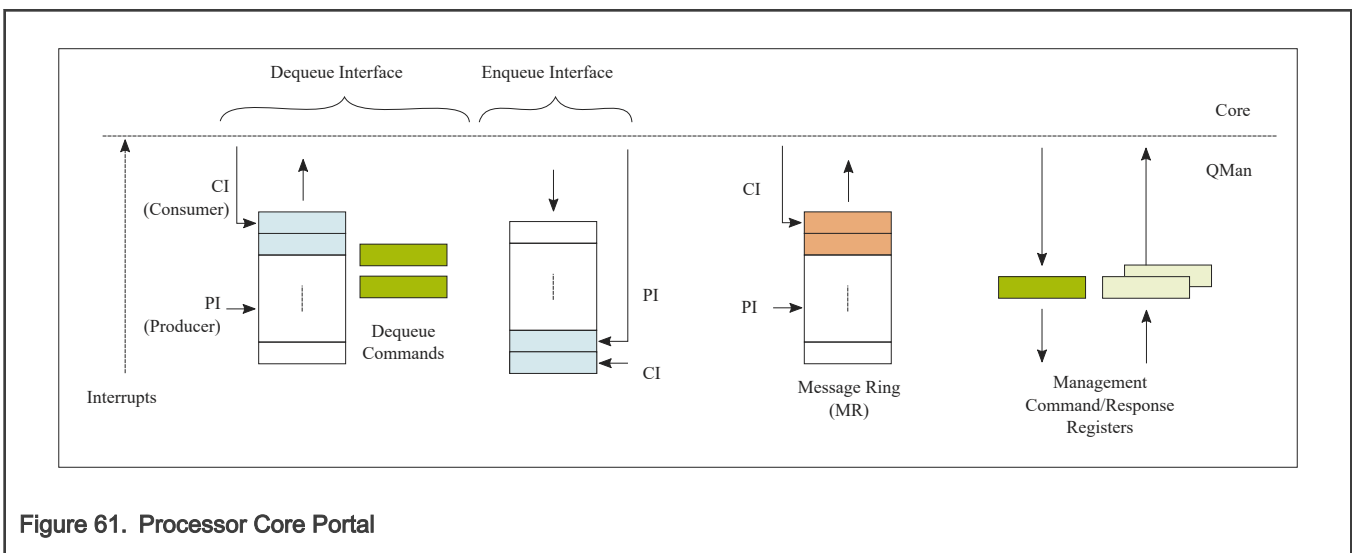 Dequeue Interface
Enqueue Interface
Core
QMan
CI
(Consumer)
PI
(Producer)
Dequeue
Commands
PI
CI
CI
PI
Interrupts
Message Ring
(MR)
Management
Command/Response
Registers
Figure 61. Processor Core Portal